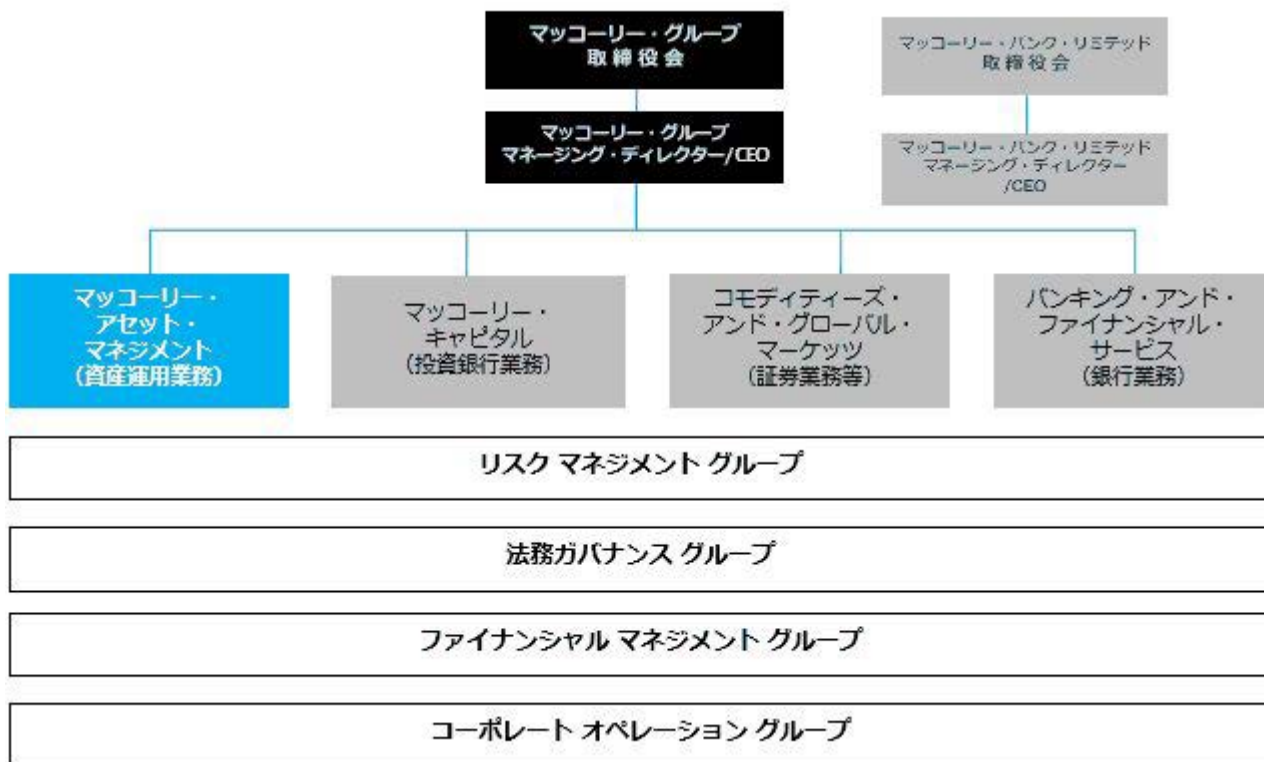 マッコーリー・グループ
取締役会
マッコーリー・バンク・リミテッド
取締役会
マッコーリー・グループ
マネージング・ディレクター/CEO
マッコーリー・バンク・リミテッド
マネージング・ディレクター
/CEO
マッコーリー・
アセット・
マネジメント
(資産運用業務)
マッコーリー・
キャピタル
(投資銀行業務)
コモディティーズ・
アンド・グローバル・
マーケッツ
(証券業務等)
バンキング・アンド・
ファイナンシャル・
サービス
(銀行業務)
リスク マネジメント グループ
法務ガバナンス グループ
ファイナンシャル マネジメント グループ
コーポレート オペレーション グループ